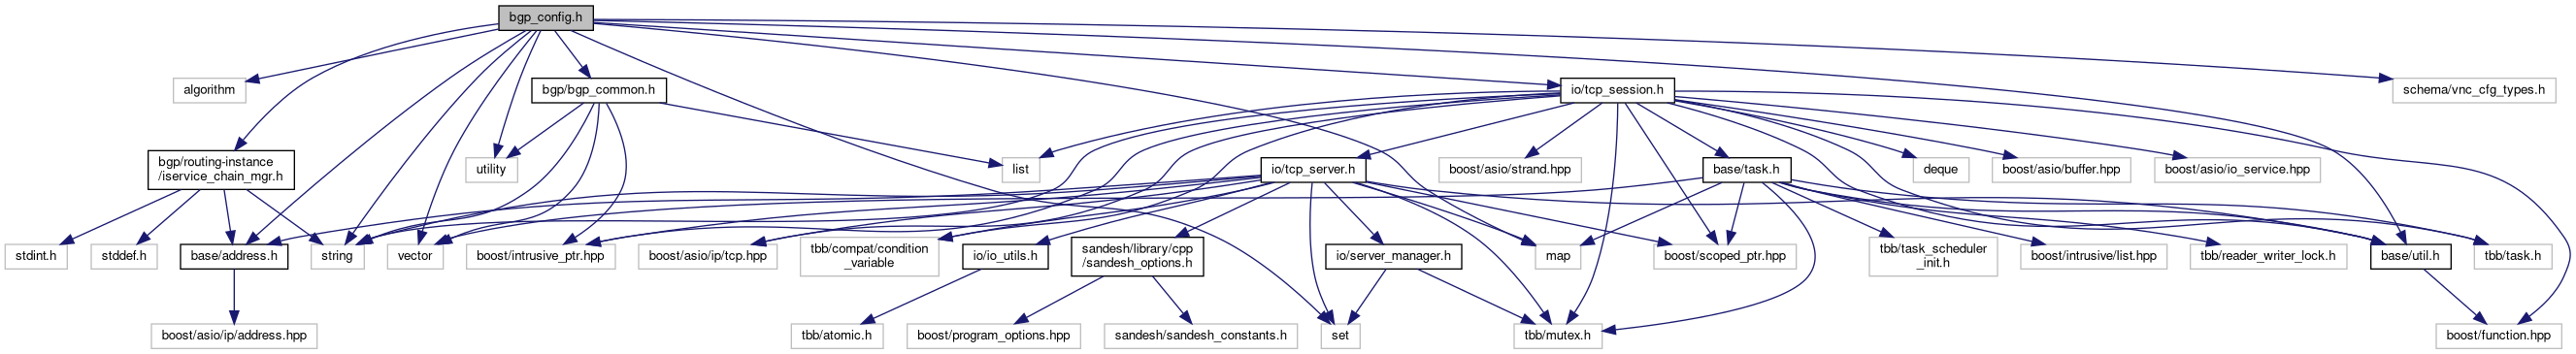 bgp_config.h
algorithm
bgp/bgp_common.h
io/tcp_session.h
schema/vnc_cfg_types.h
bgp/routing-instance
/iservice_chain_mgr.h
utility
list
io/tcp_server.h
boost/asio/strand.hpp
base/task.h
deque
boost/asio/buffer.hpp
boost/asio/io_service.hpp
stdint.h
stddef.h
base/address.h
string
vector
boost/intrusive_ptr.hpp
boost/asio/ip/tcp.hpp
tbb/compat/condition
_variable
io/io_utils.h
sandesh/library/cpp
/sandesh_options.h
io/server_manager.h
map
boost/scoped_ptr.hpp
tbb/task_scheduler
_init.h
boost/intrusive/list.hpp
tbb/reader_writer_lock.h
base/util.h
tbb/task.h
boost/asio/ip/address.hpp
tbb/atomic.h
boost/program_options.hpp
sandesh/sandesh_constants.h
set
tbb/mutex.h
boost/function.hpp